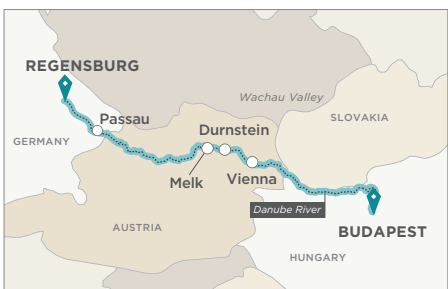 REGENSBURG
Wachau Valley
Passau
SLOVAKIA
Durnstein
GERMANY
Melk
Vienna
Danube River
AUSTRIA
BUDAPEST
HUNGARY